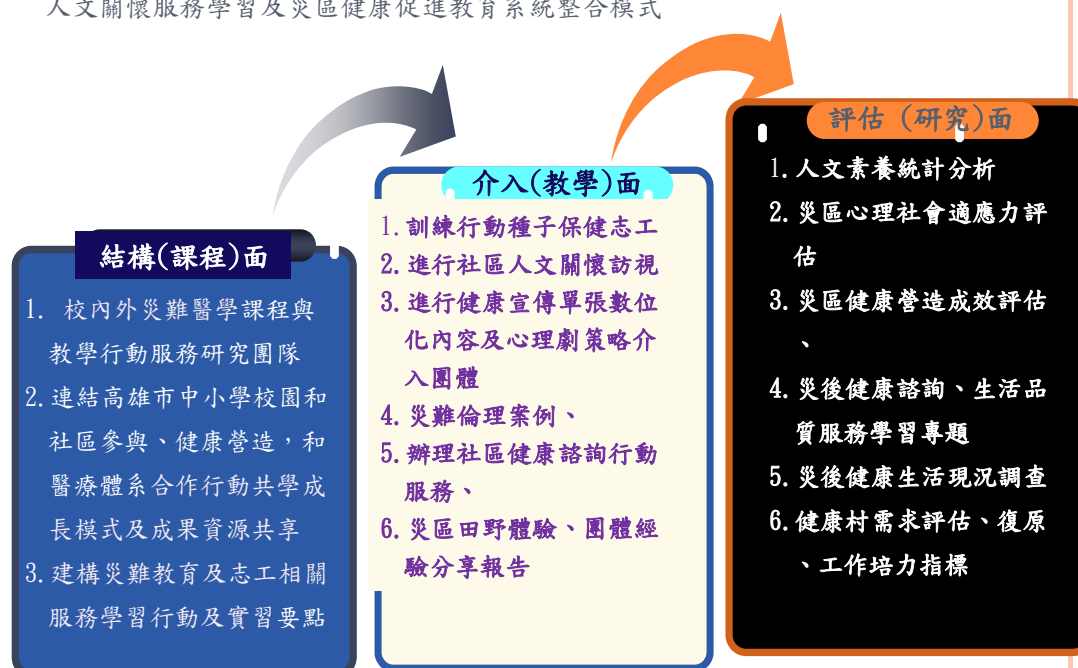 人文關懷服務學習及災區健康促進教育系統整合模式
結構(課程)面
1. 校內外災難醫學課程與
教學行動服務研究團隊
2.連結高雄市中小學校園和
社區參與、健康營造，和
醫療體系合作行動共學成
長模式及成果資源共享
3.建構災難教育及志工相關
服務學習行動及實習要點
介入(教學)面
1.訓練行動種子保健志工
2.進行社區人文關懷訪視
3.進行健康宣傳單張數位
化內容及心理劇策略介
入團體
4.災難倫理案例、
5.辦理社區健康諮詢行動
服務、
6.災區田野體驗、團體經
驗分享報告
評估 (研究)面
1.人文素養統計分析
2.災區心理社會適應力評
估
3.災區健康營造成效評估
、
4.災後健康諮詢、生活品
質服務學習專題
5.災後健康生活現況調查
6.健康村需求評估、復原
、工作培力指標